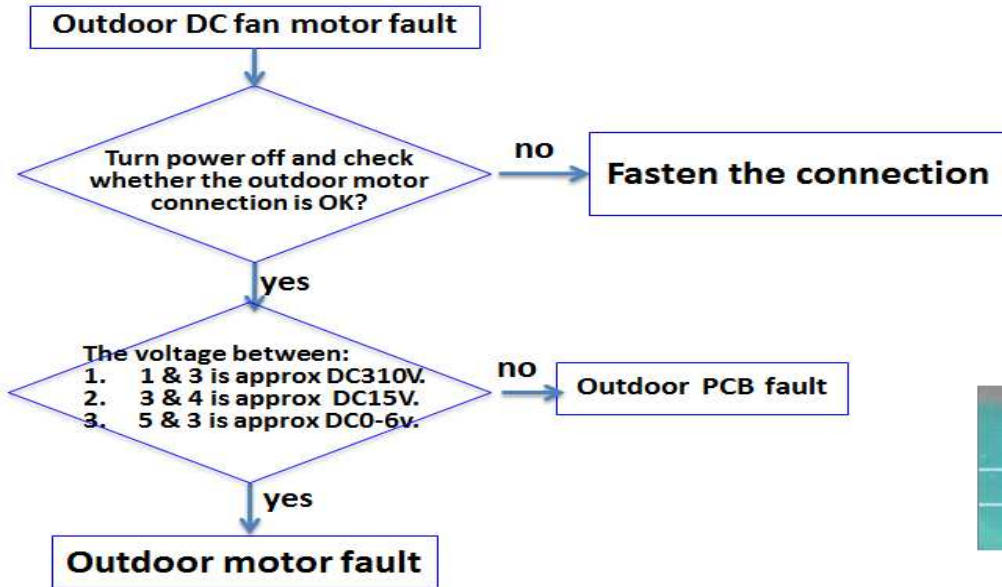 Outdoor DC fan motor fault
Turn power off and check
whether the outdoor motor
connection is OK?
no
Fasten the connection
yes
The voltage between:
1. 1 & 3 is approx DC310V.
2. 3 & 4 is approx DC15V.
3. 5 & 3 is approx DC0-6v.
no
Outdoor PCB fault
yes
Outdoor motor fault